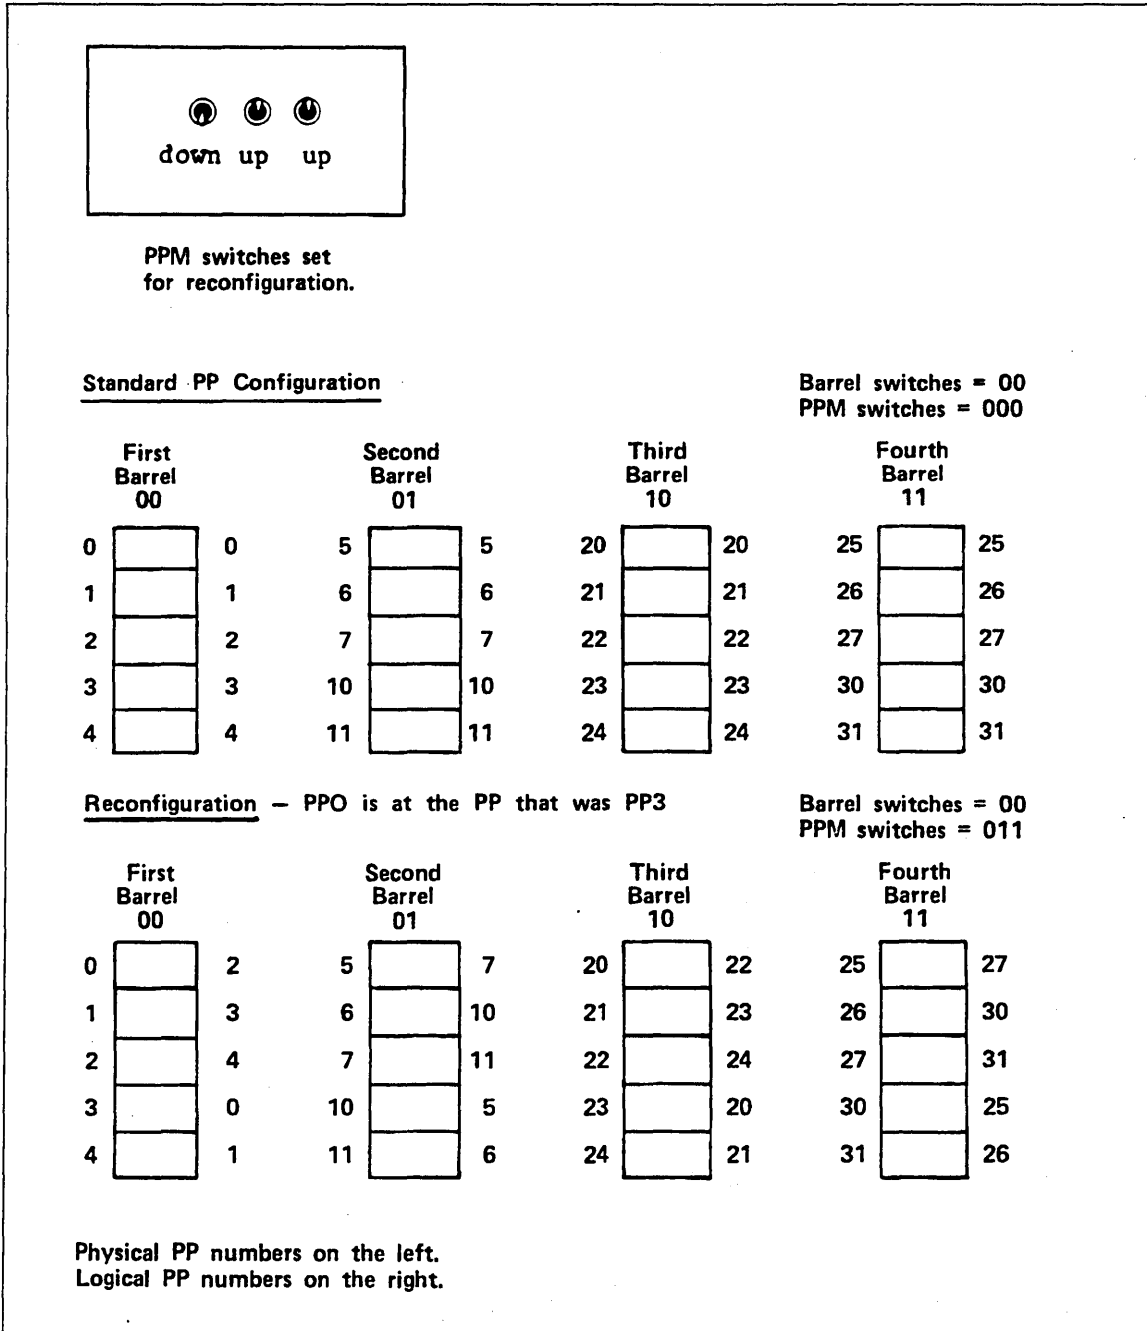 down up up
PPM switches set
for reconfiguration.
Standard PP Configuration
Barrel switches = 00
PPM switches = 000
First Barrel 00
Second Barrel 01
Third Barrel 10
Fourth Barrel 11
0 0 5 5 20 20 25 25
1 1 6 6 21 21 26 26
2 2 7 7 22 22 27 27
3 3 10 10 23 23 30 30
4 4 11 11 24 24 31 31
Reconfiguration — PPO is at the PP that was PP3
Barrel switches = 00
PPM switches = 011
First Barrel 00
Second Barrel 01
Third Barrel 10
Fourth Barrel 11
0 2 5 7 20 22 25 27
1 3 6 10 21 23 26 30
2 4 7 11 22 24 27 31
3 0 10 5 23 20 30 25
4 1 11 6 24 21 31 26
Physical PP numbers on the left.
Logical PP numbers on the right.